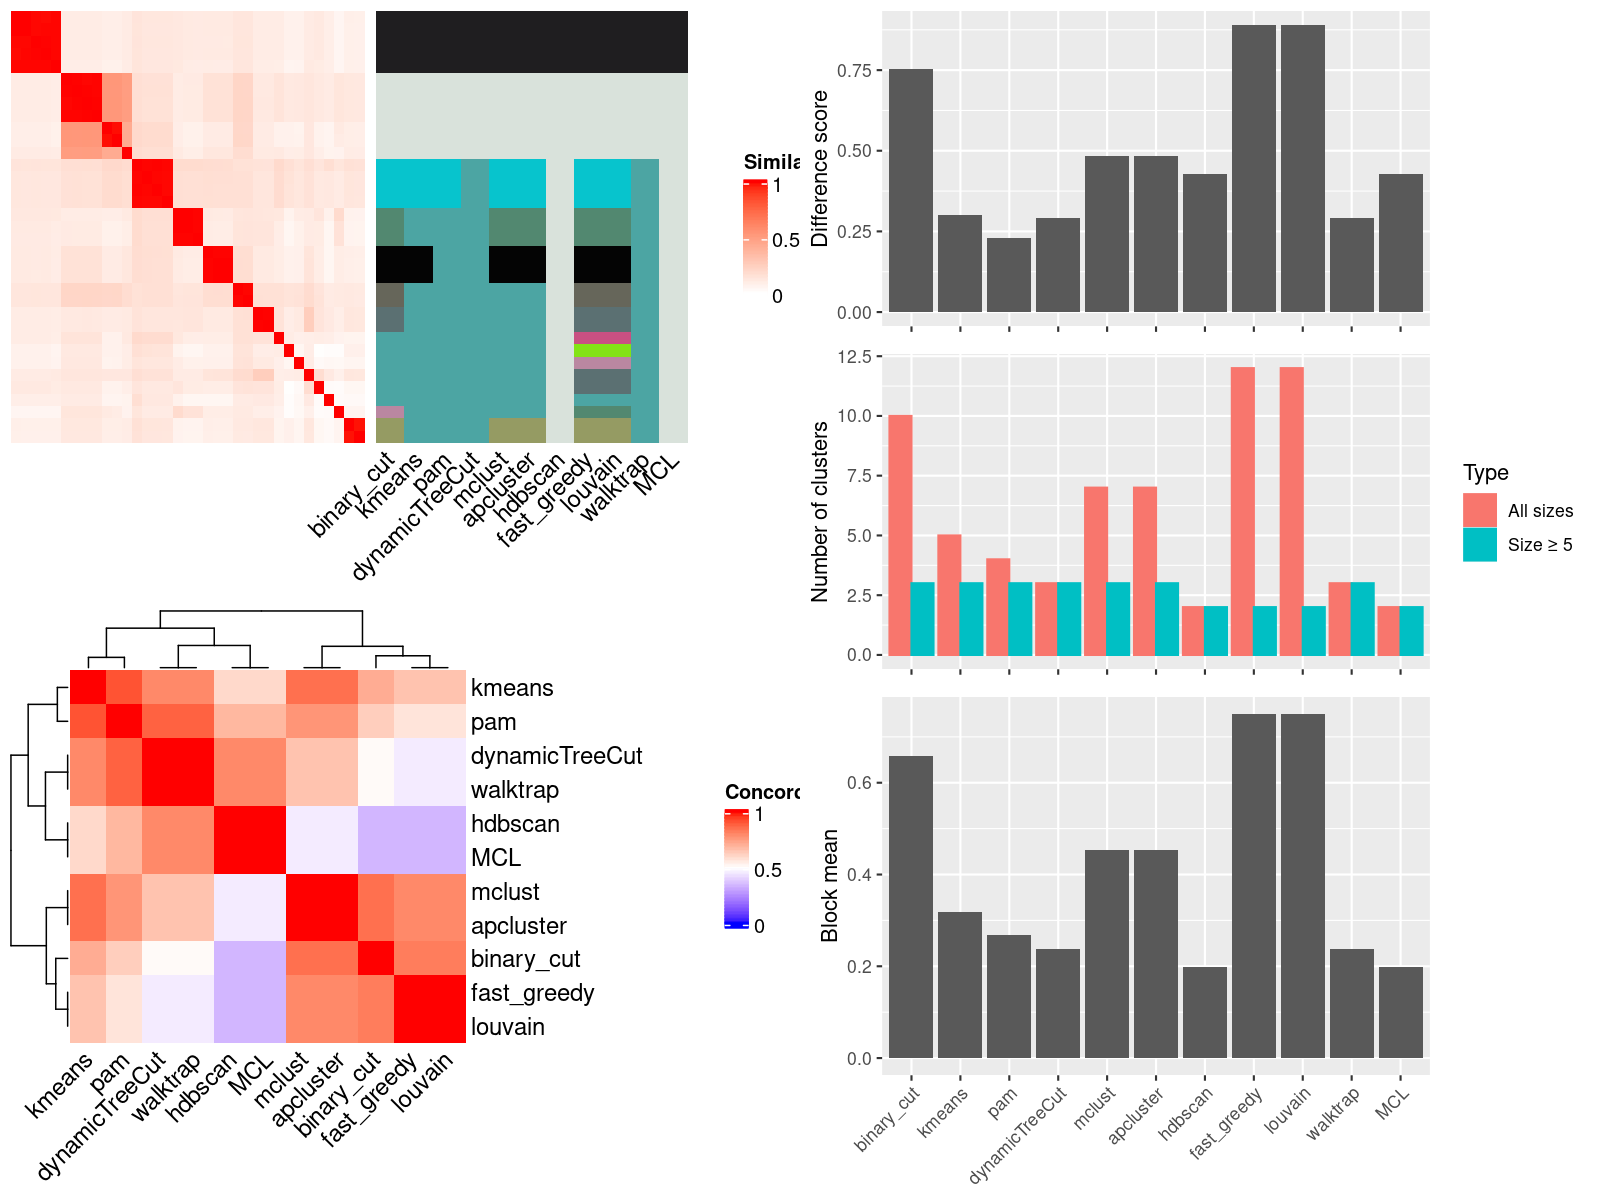 Simila
1
0.5
0
binary_cut
kmeans
pam
dynamicTreeCut
mclust
apcluster
hdbscan
fast_greedy
louvain
walktrap
MCL
kmeans
pam
dynamicTreeCut
walktrap
hdbscan
MCL
mclust
apcluster
binary_cut
fast_greedy
louvain
kmeans
pam
dynamicTreeCut
walktrap
hdbscan
MCL
mclust
apcluster
binary_cut
fast_greedy
louvain
Concord
1
0.5
0
Difference score
0.75
0.50
0.25
0.00
Number of clusters
12.5
10.0
7.5
5.0
2.5
0.0
Type
All sizes
Size ≥ 5
Block mean
0.6
0.4
0.2
0.0
binary_cut
kmeans
pam
dynamicTreeCut
mclust
apcluster
hdbscan
fast_greedy
louvain
walktrap
MCL